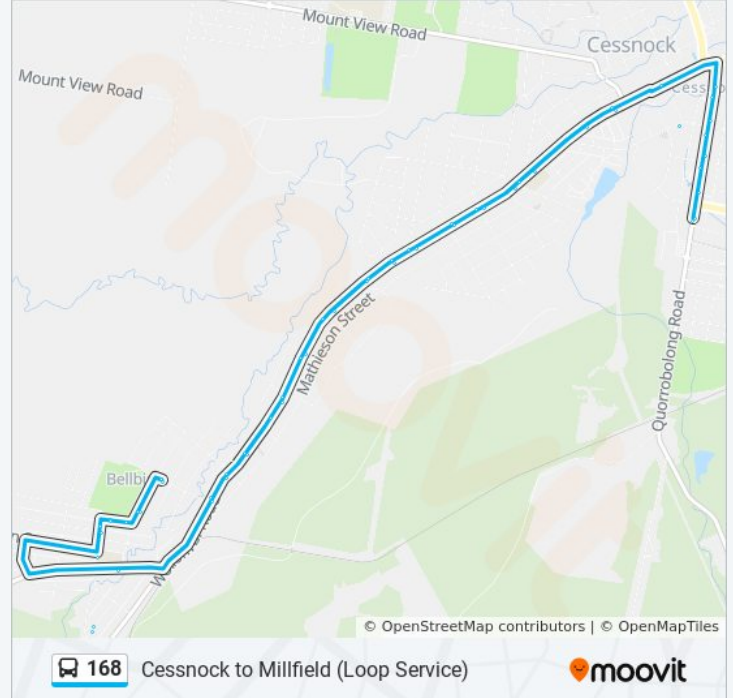 Mount View Road
Cessnock
Mount View Road
Mathieson Street
Quorrobolong Road
© OpenStreetMap contributors | © OpenMapTiles
168 Cessnock to Millfield (Loop Service)
moovit